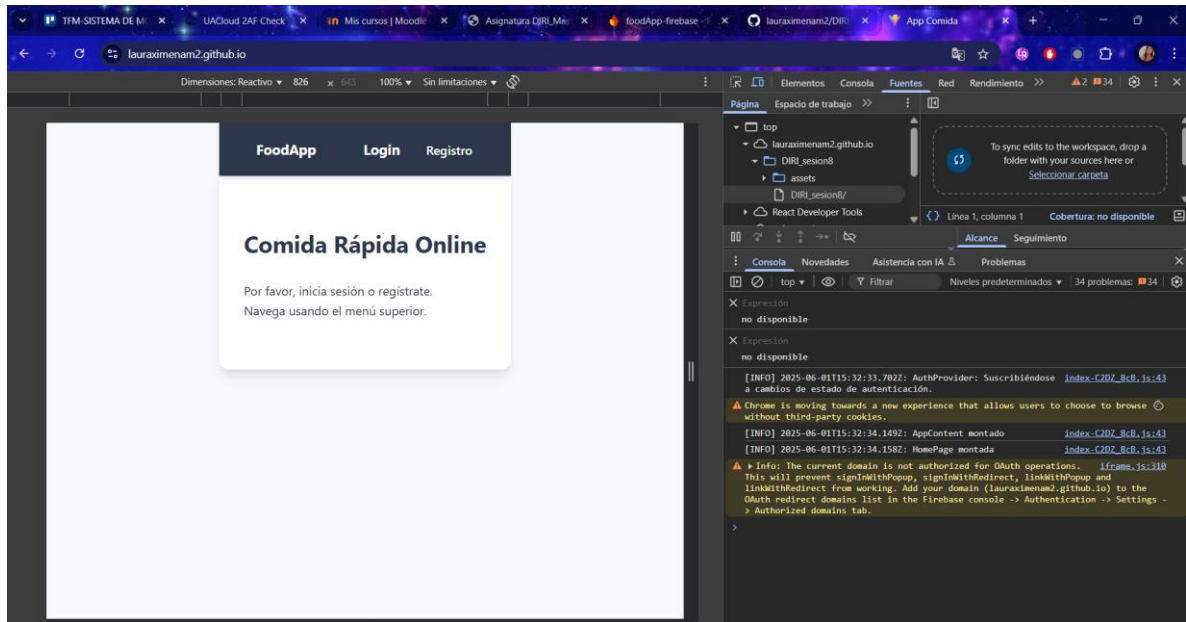 TFM-SISTEMA DE MO
UACloud 2AF Check
Mis cursos | Moodle
Asignatura DIRI_Mas
foodApp-firebase - F
lauraximenam2/DIRI
App Comida
lauraximenam2.github.io
Dimensiones: Reactivo 826 x 643 100% Sin limitaciones
Elementos Consola Fuentes Red Rendimiento 2 34
Página Espacio de trabajo
top
lauraximenam2.github.io
DIRI_sesion8
assets
DIRI_sesion8/
React Developer Tools
To sync edits to the workspace, drop a
folder with your sources here or
Seleccionar carpeta
Línea 1, columna 1 Cobertura: no disponible
Alcance Seguimiento
Consola Novedades Asistencia con IA Problemas
top Filtrar Niveles predeterminados 34 problemas: 34
Expresión
no disponible
Expresión
no disponible
[INFO] 2025-06-01T15:32:33.702Z: AuthProvider: Suscribiéndose index-C2DZ_8cB.js:43
a cambios de estado de autenticación.
Chrome is moving towards a new experience that allows users to choose to browse
without third-party cookies.
[INFO] 2025-06-01T15:32:34.149Z: AppContent montado index-C2DZ_8cB.js:43
[INFO] 2025-06-01T15:32:34.158Z: HomePage montada index-C2DZ_8cB.js:43
Info: The current domain is not authorized for OAuth operations. iframe.js:310
This will prevent signInWithPopup, signInWithRedirect, linkWithPopup and
linkWithRedirect from working. Add your domain (lauraximenam2.github.io) to the
OAuth redirect domains list in the Firebase console -> Authentication -> Settings -
> Authorized domains tab.
FoodApp Login Registro
Comida Rápida Online
Por favor, inicia sesión o regístrate.
Navega usando el menú superior.